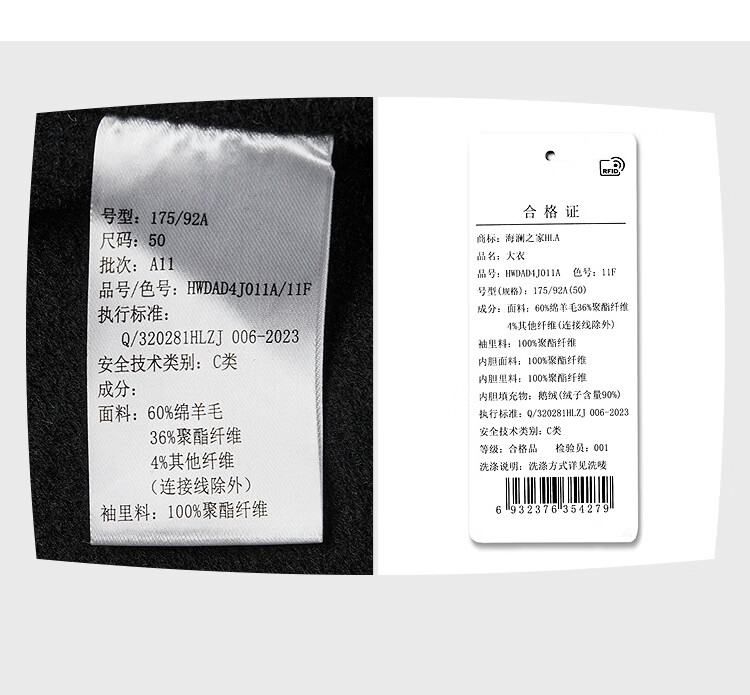 号型：175/92A
尺码：50
批次：A11
品号/色号：HWDAD4J011A/11F
执行标准：
Q/320281HLZJ 006-2023
安全技术类别：C类
成分：
面料：60%绵羊毛
36%聚酯纤维
4%其他纤维
（连接线除外）
袖里料：100%聚酯纤维
RFID
合格证
商标：海澜之家HLA
品名：大衣
品号：HWDAD4J011A 色号：11F
号型(规格)：175/92A(50)
成分：面料：60%绵羊毛36%聚酯纤维
4%其他纤维(连接线除外)
袖里料：100%聚酯纤维
内胆面料：100%聚酯纤维
内胆里料：100%聚酯纤维
内胆填充物：鹅绒(绒子含量90%)
执行标准：Q/320281HLZJ 006-2023
安全技术类别：C类
等级：合格品 检验员：001
洗涤说明：洗涤方式详见洗唛
6 932376 354279